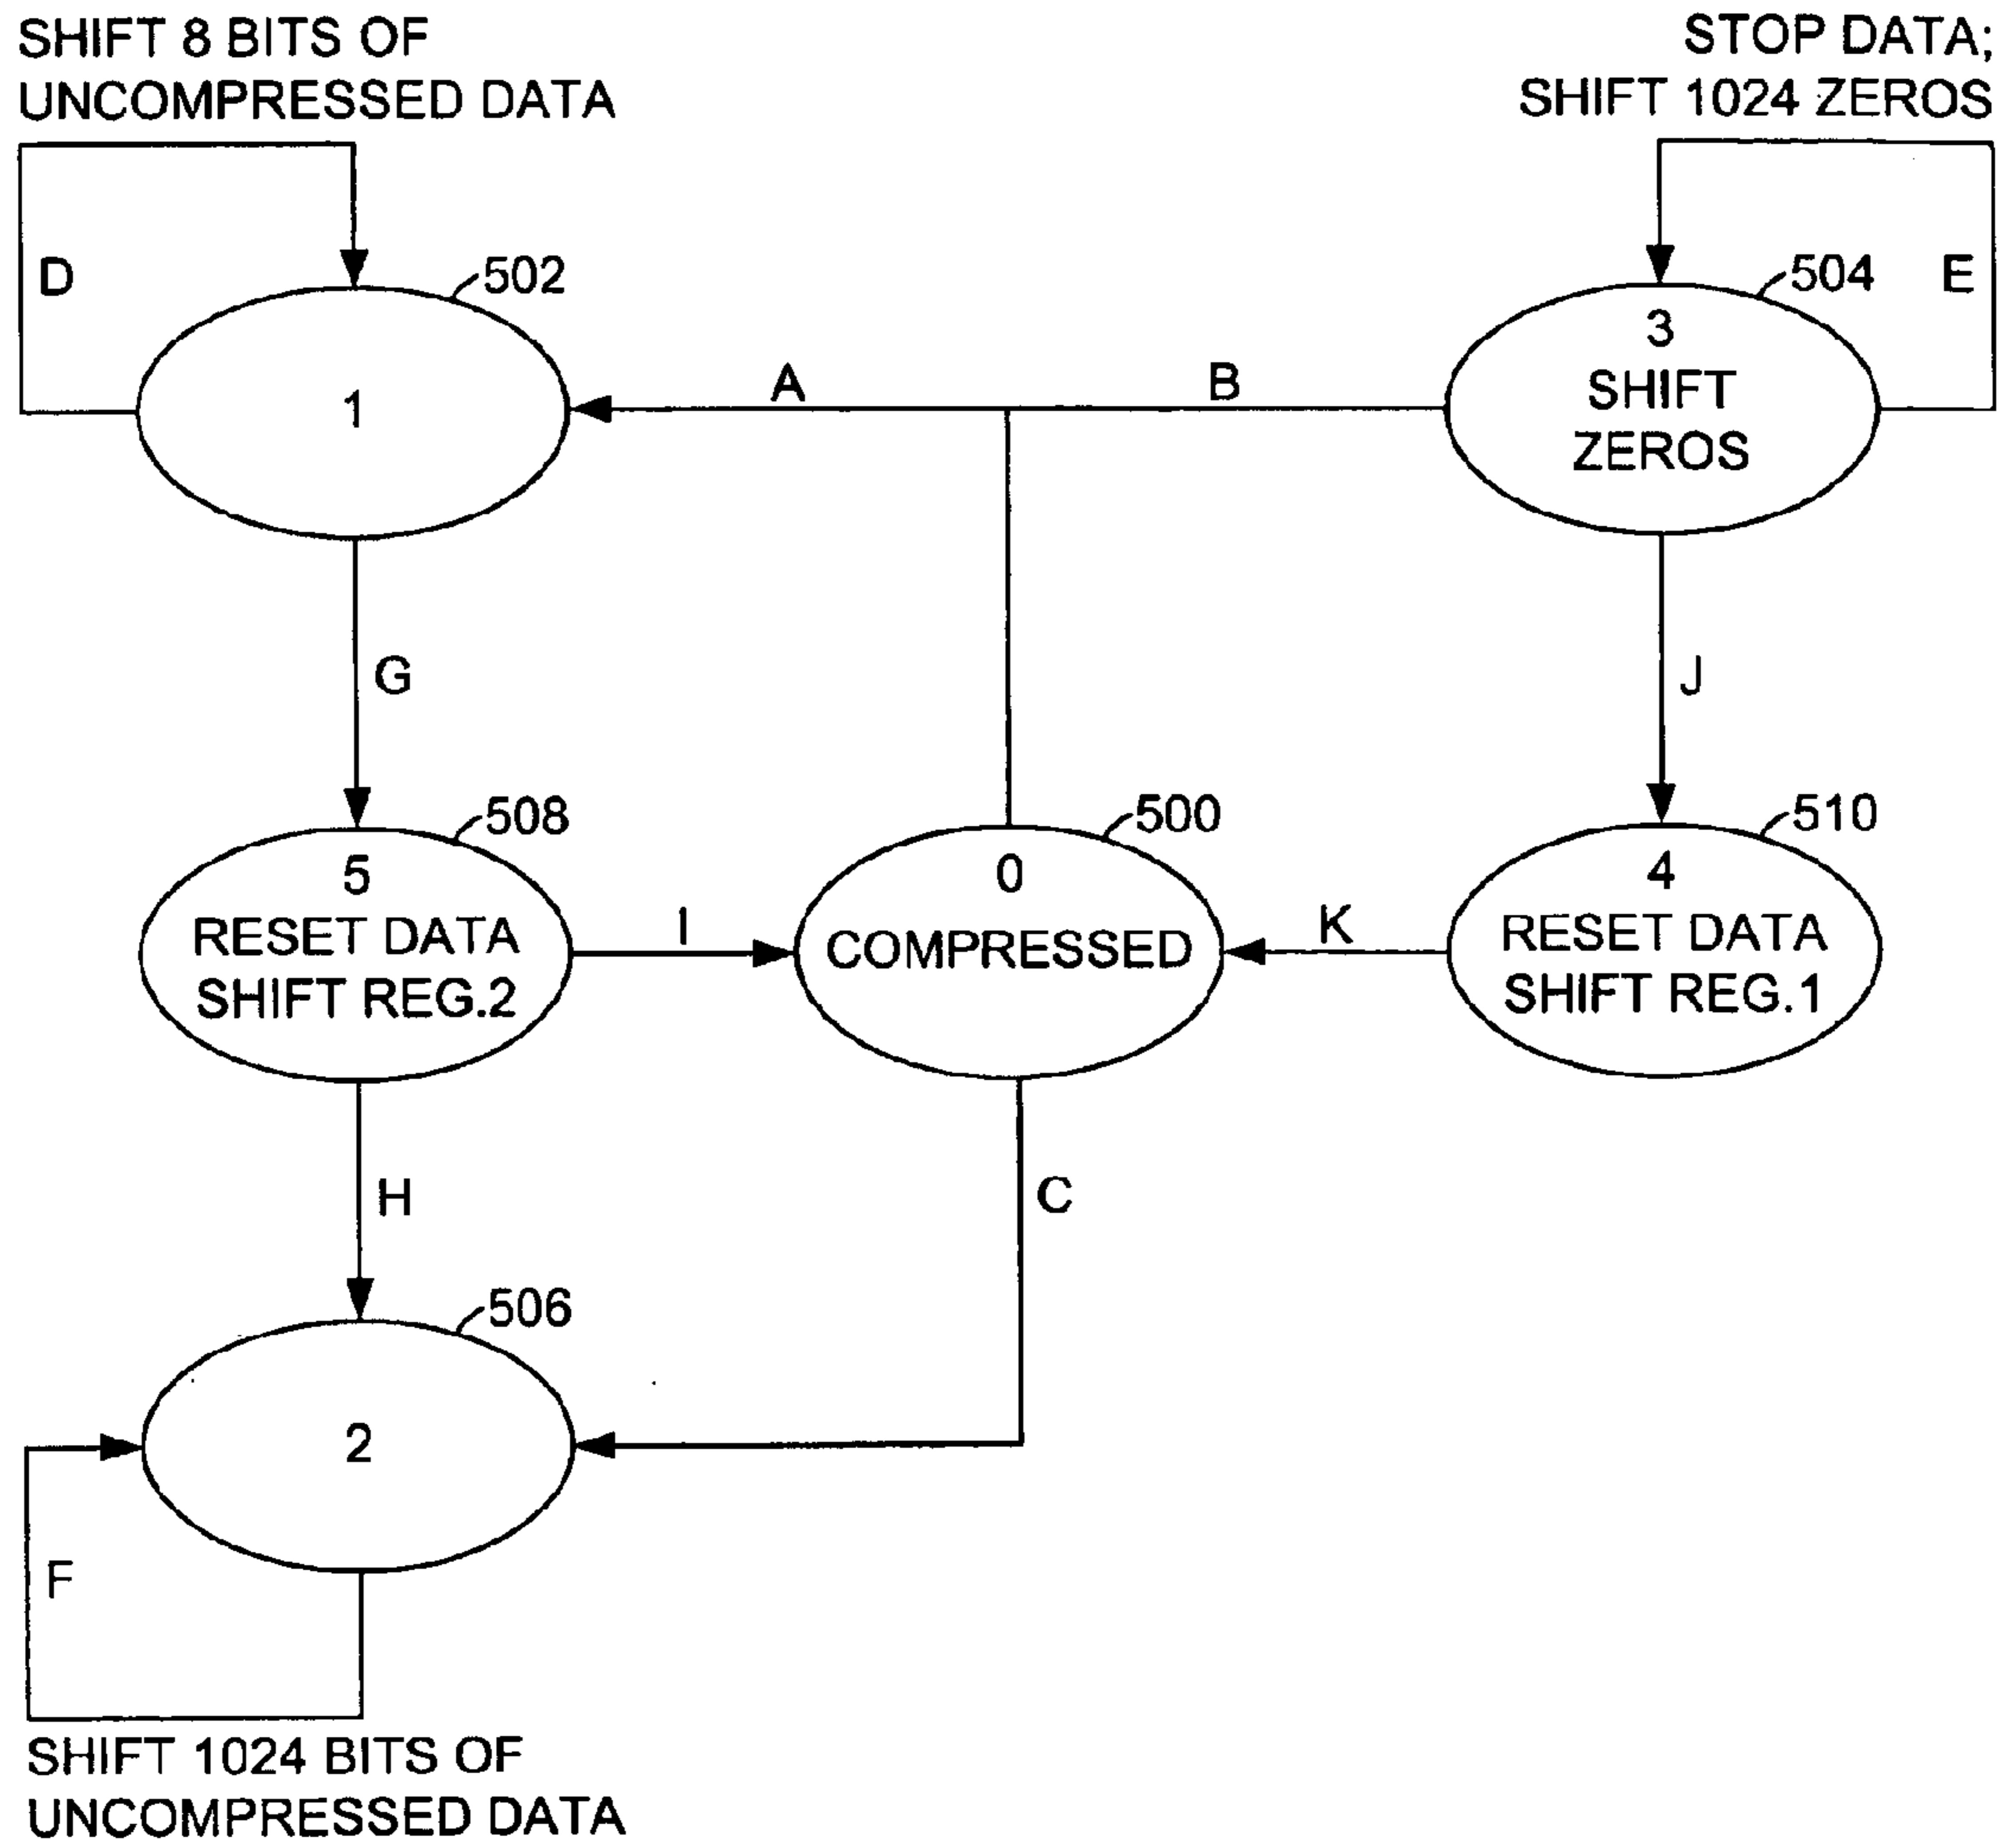 SHIFT 8 BITS OF
UNCOMPRESSED DATA
STOP DATA;
SHIFT 1024 ZEROS
D
502
504
E
1
A
B
3
SHIFT
ZEROS
G
J
508
500
510
5
RESET DATA
SHIFT REG.2
I
0
COMPRESSED
K
4
RESET DATA
SHIFT REG.1
H
C
506
2
F
SHIFT 1024 BITS OF
UNCOMPRESSED DATA